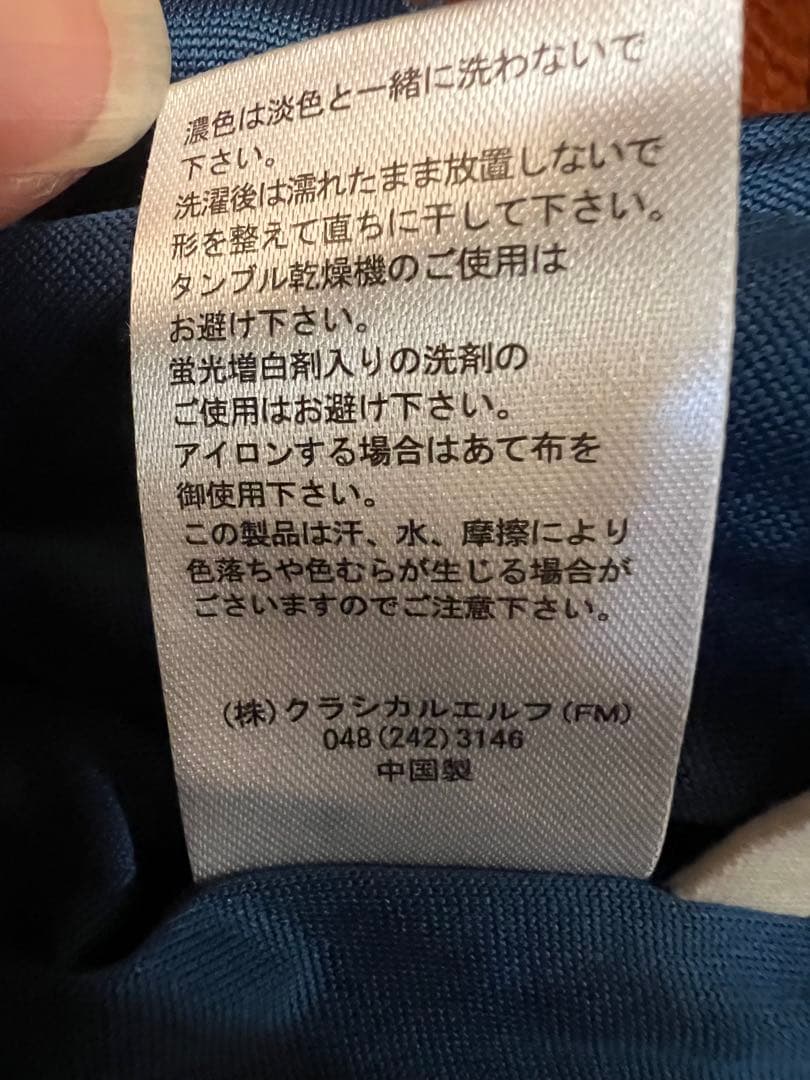 濃色は淡色と一緒に洗わないで
下さい。
洗濯後は濡れたまま放置しないで
形を整えて直ちに干して下さい。
タンブル乾燥機のご使用は
お避け下さい。
蛍光増白剤入りの洗剤の
ご使用はお避け下さい。
アイロンする場合はあて布を
御使用下さい。
この製品は汗、水、摩擦により
色落ちや色むらが生じる場合が
ごさいますのでご注意下さい。
(株)クラシカルエルフ(FM)
048(242)3146
中国製